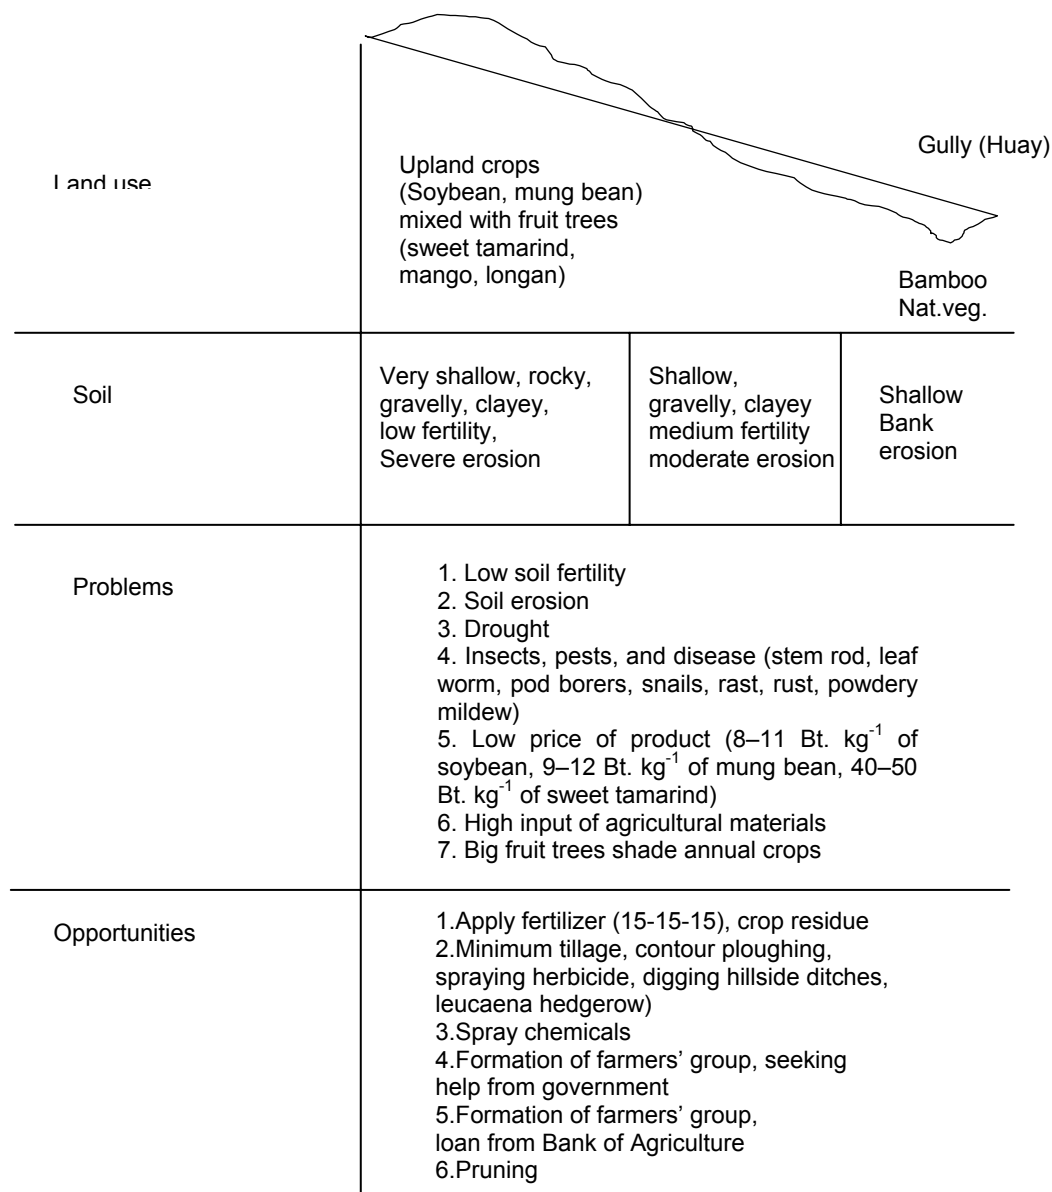 Gully (Huay)
Land use
Upland crops
(Soybean, mung bean)
mixed with fruit trees
(sweet tamarind,
mango, longan)
Bamboo
Nat.veg.
Soil
Very shallow, rocky,
gravelly, clayey,
low fertility,
Severe erosion
Shallow,
gravelly, clayey
medium fertility
moderate erosion
Shallow
Bank
erosion
Problems
1. Low soil fertility
2. Soil erosion
3. Drought
4. Insects, pests, and disease (stem rod, leaf
worm, pod borers, snails, rast, rust, powdery
mildew)
5. Low price of product (8–11 Bt. kg-1 of
soybean, 9–12 Bt. kg-1 of mung bean, 40–50
Bt. kg-1 of sweet tamarind)
6. High input of agricultural materials
7. Big fruit trees shade annual crops
Opportunities
1.Apply fertilizer (15-15-15), crop residue
2.Minimum tillage, contour ploughing,
spraying herbicide, digging hillside ditches,
leucaena hedgerow)
3.Spray chemicals
4.Formation of farmers’ group, seeking
help from government
5.Formation of farmers’ group,
loan from Bank of Agriculture
6.Pruning